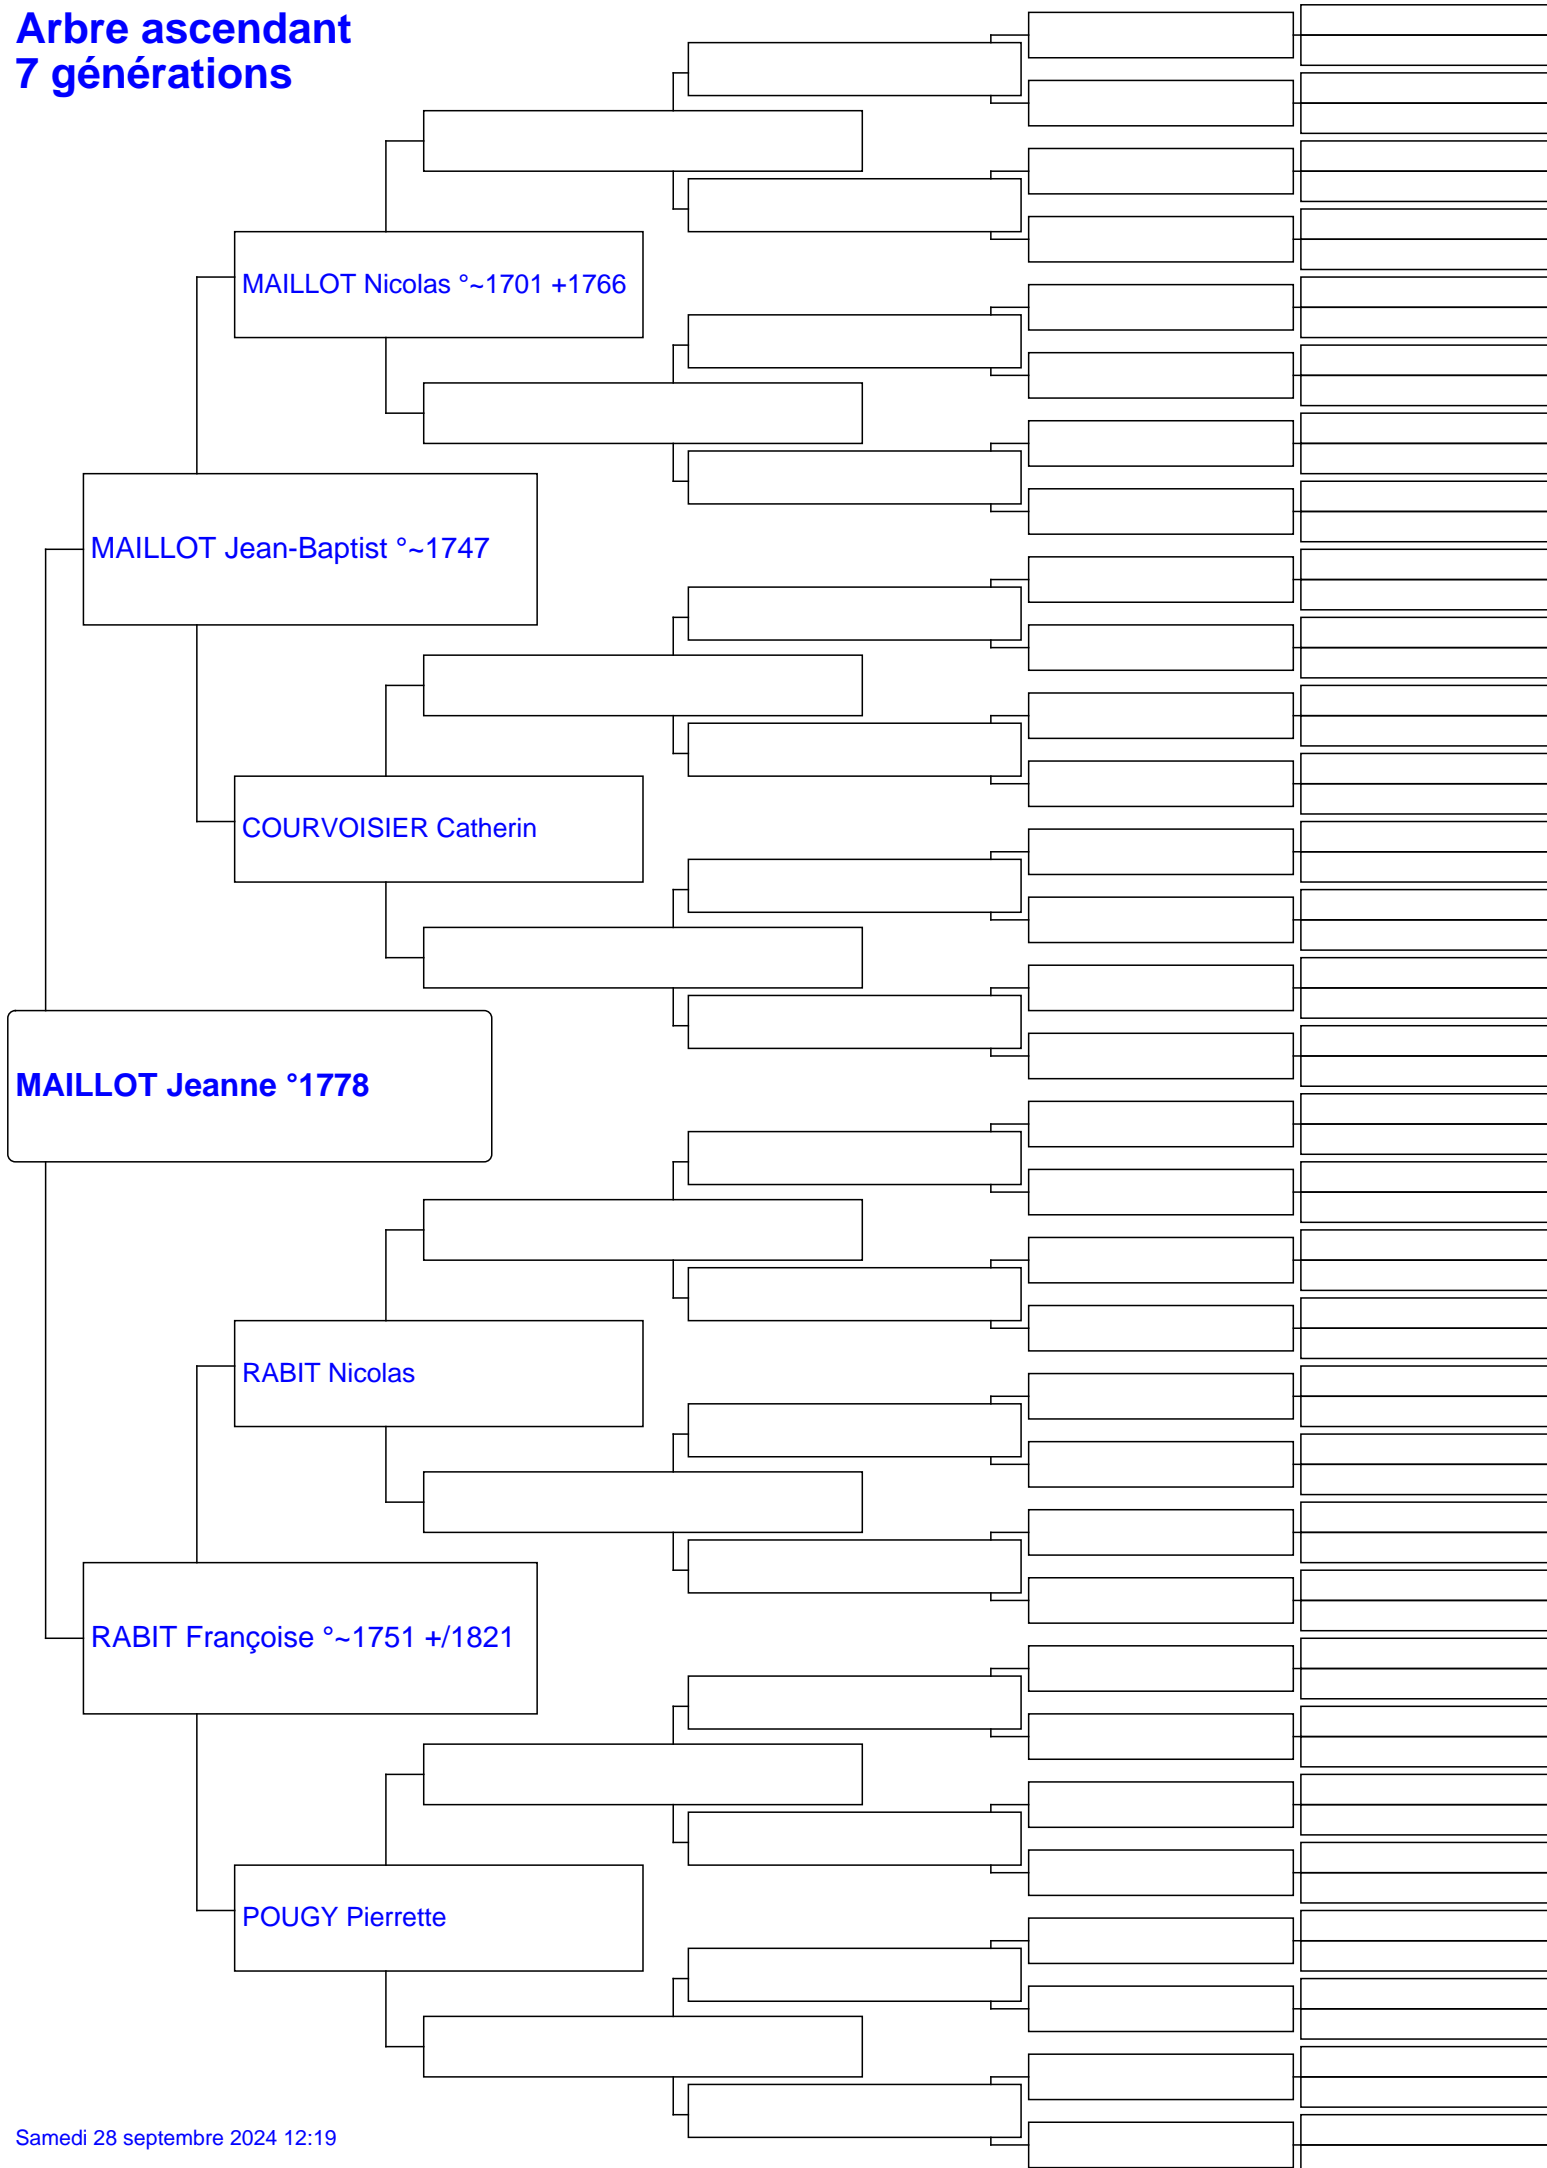 Arbre ascendant
7 générations
MAILLOT Nicolas °~1701 +1766
MAILLOT Jean-Baptist °~1747
COURVOISIER Catherin
MAILLOT Jeanne °1778
RABIT Nicolas
RABIT Françoise °~1751 +/1821
POUGY Pierrette
Samedi 28 septembre 2024 12:19